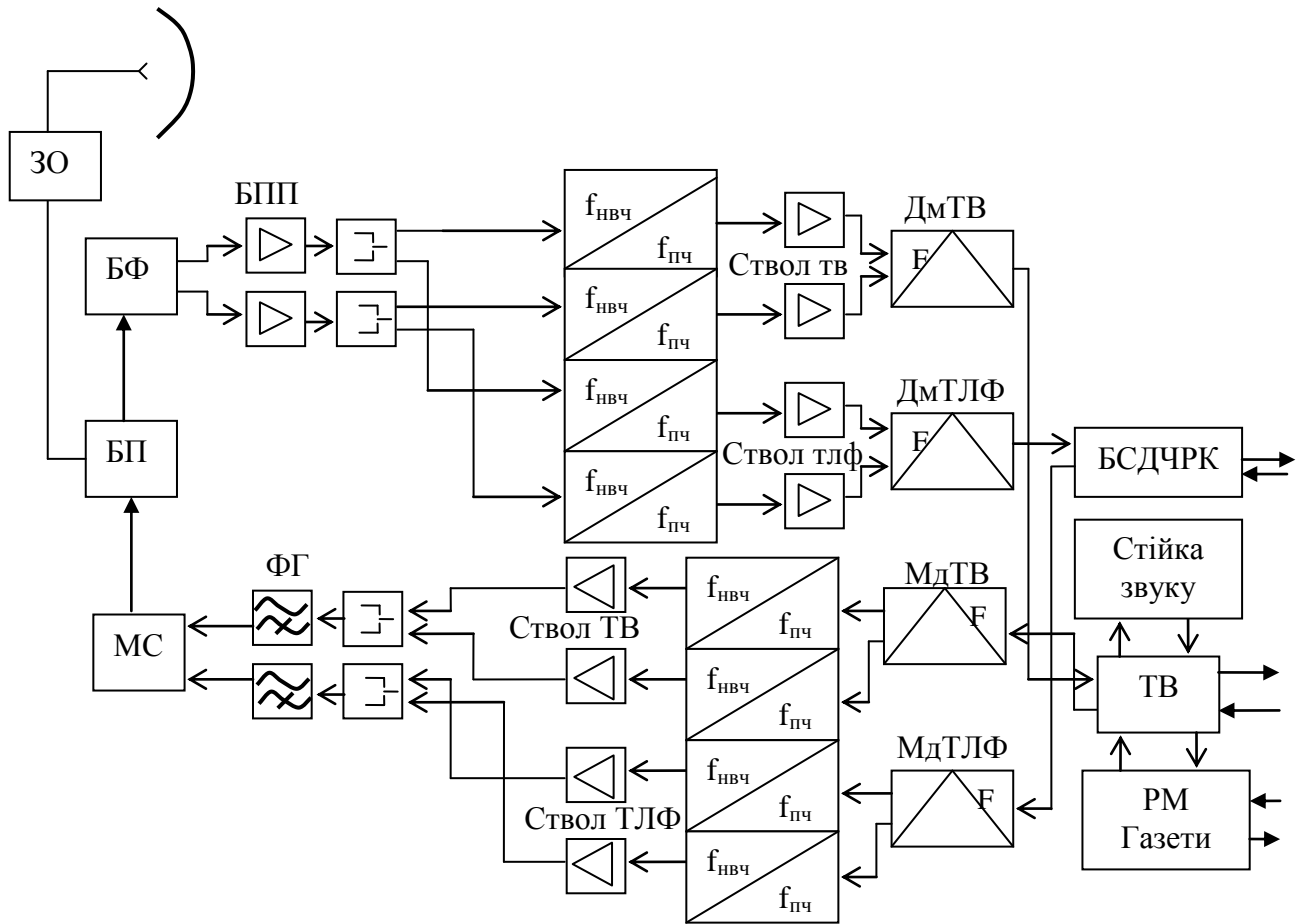 ЗО
БПП
БФ
БП
МС
ФГ
fнвч
fпч
fнвч
fпч
fнвч
fпч
fнвч
fпч
Ствол тв
Ствол тлф
ДмТВ
F
ДмТЛФ
F
БСДЧРК
Стійка
звуку
ТВ
РМ
Газети
МдТВ
F
МдТЛФ
F
fнвч
fпч
fнвч
fпч
fнвч
fпч
fнвч
fпч
Ствол ТВ
Ствол ТЛФ